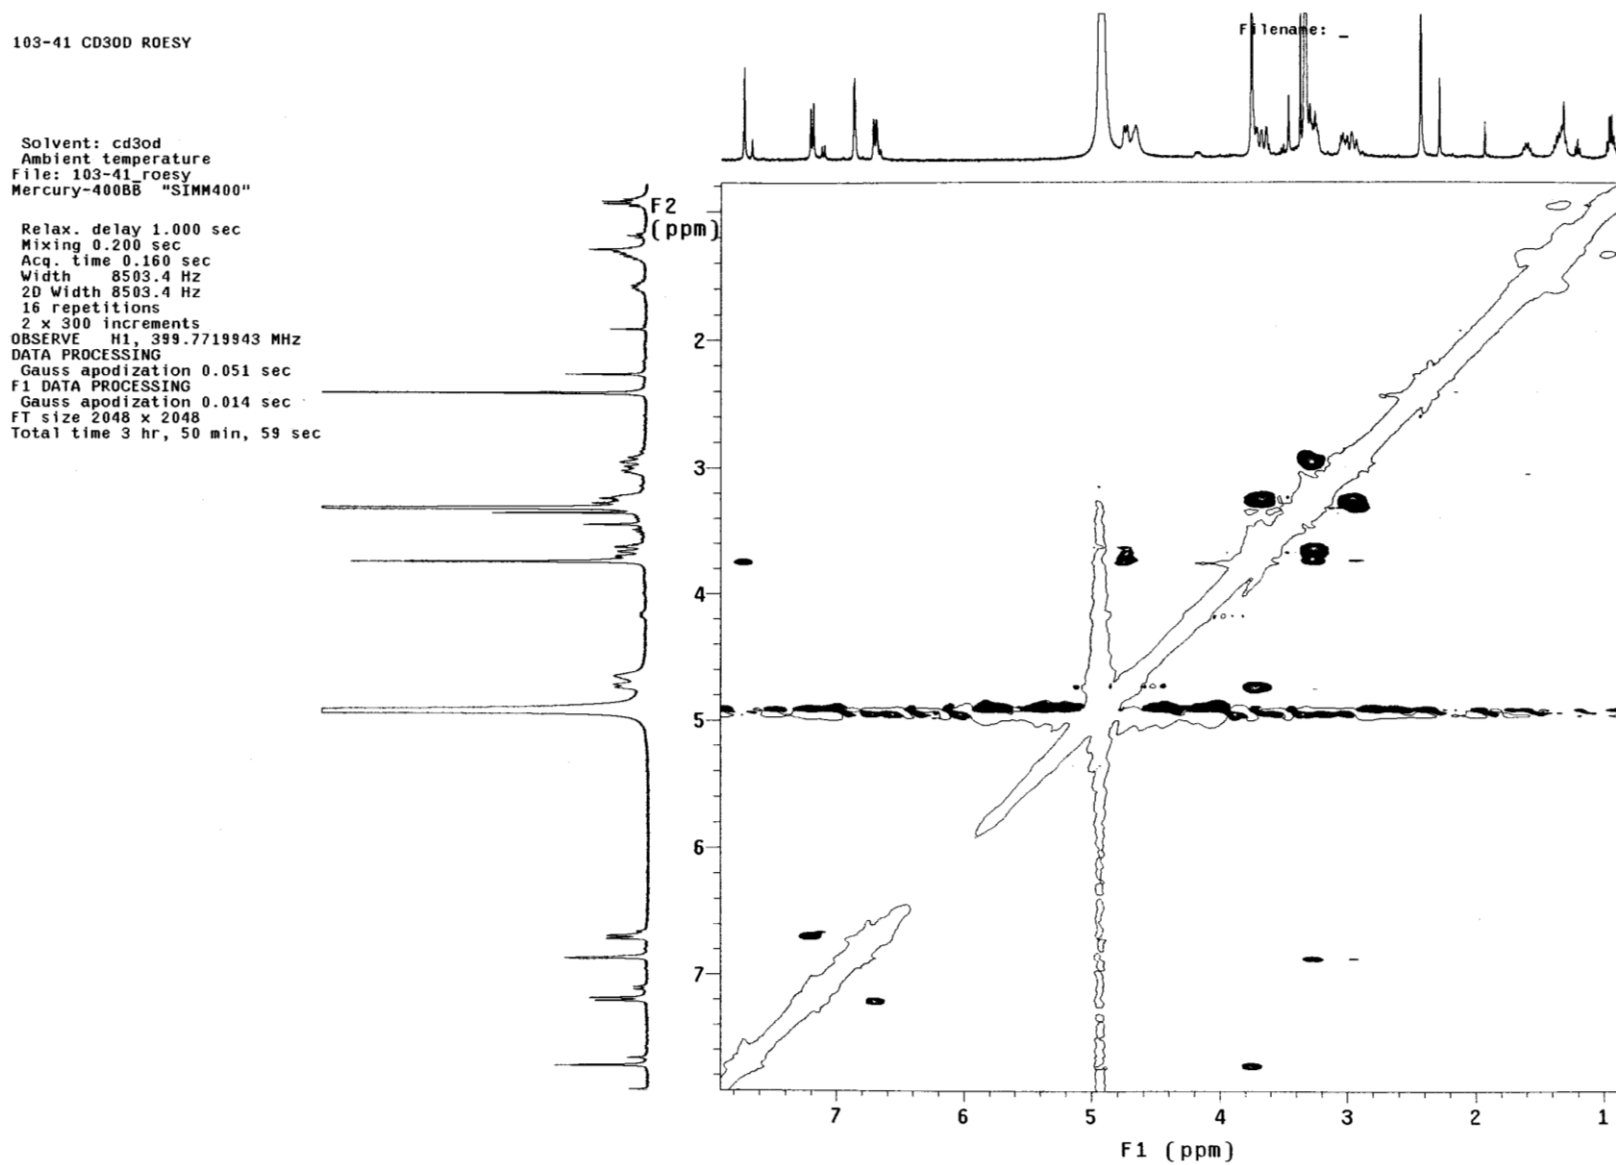 103-41 CD3OD ROESY
Filename: _
Solvent: cd3od
Ambient temperature
File: 103-41_roesy
Mercury-400BB "SIMM400"
Relax. delay 1.000 sec
Mixing 0.200 sec
Acq. time 0.160 sec
Width 8503.4 Hz
2D Width 8503.4 Hz
16 repetitions
2 x 300 increments
OBSERVE H1, 399.7719943 MHz
DATA PROCESSING
Gauss apodization 0.051 sec
F1 DATA PROCESSING
Gauss apodization 0.014 sec
FT size 2048 x 2048
Total time 3 hr, 50 min, 59 sec
F2
(ppm)
2
3
4
5
6
7
7 6 5 4 3 2 1
F1 (ppm)